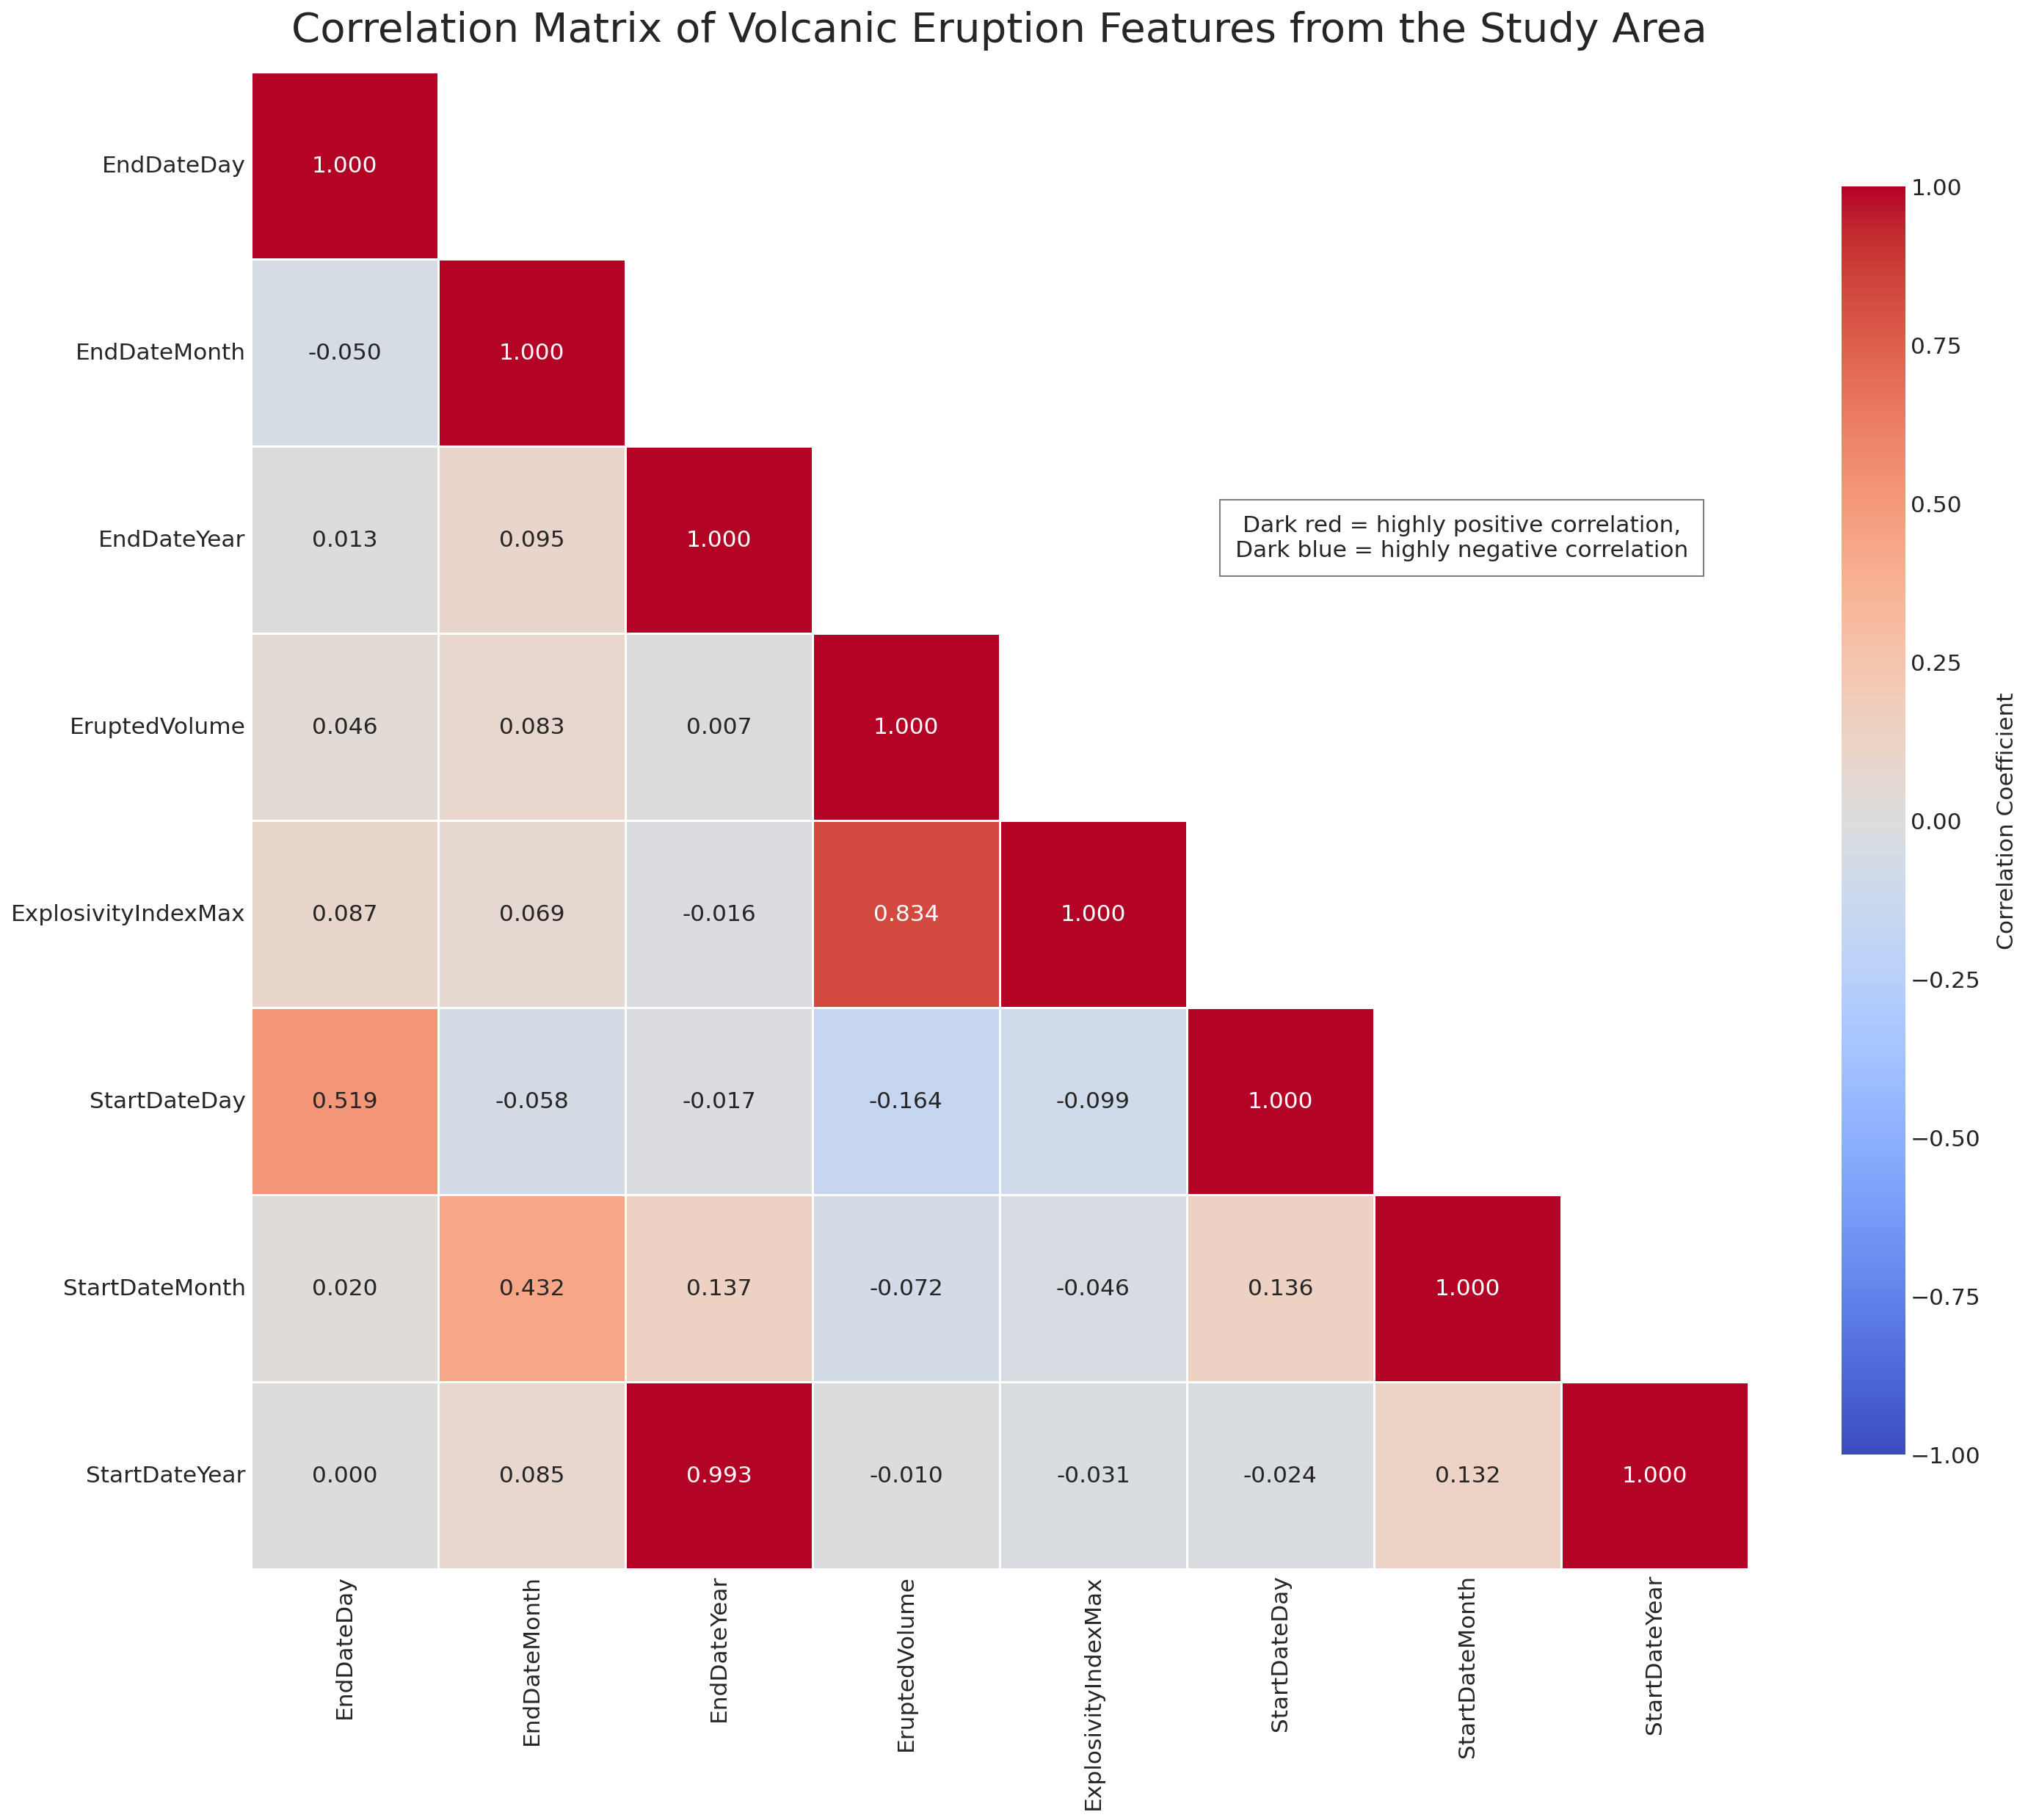 Correlation Matrix of Volcanic Eruption Features from the Study Area
EndDateDay 1.000
EndDateMonth -0.050 1.000
EndDateYear 0.013 0.095 1.000
EruptedVolume 0.046 0.083 0.007 1.000
ExplosivityIndexMax 0.087 0.069 -0.016 0.834 1.000
StartDateDay 0.519 -0.058 -0.017 -0.164 -0.099 1.000
StartDateMonth 0.020 0.432 0.137 -0.072 -0.046 0.136 1.000
StartDateYear 0.000 0.085 0.993 -0.010 -0.031 -0.024 0.132 1.000
EndDateDay
EndDateMonth
EndDateYear
EruptedVolume
ExplosivityIndexMax
StartDateDay
StartDateMonth
StartDateYear
Dark red = highly positive correlation,
Dark blue = highly negative correlation
1.00
0.75
0.50
0.25
0.00
−0.25
−0.50
−0.75
−1.00
Correlation Coefficient